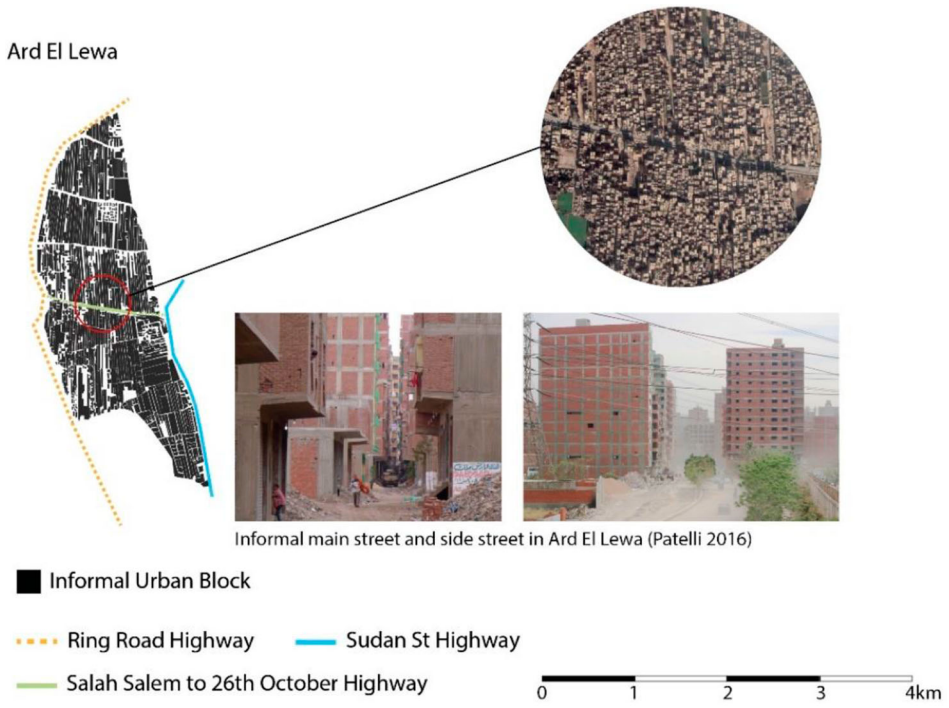 Ard El Lewa
Informal main street and side street in Ard El Lewa (Patelli 2016)
Informal Urban Block
Ring Road Highway
Sudan St Highway
Salah Salem to 26th October Highway
0 1 2 3 4km